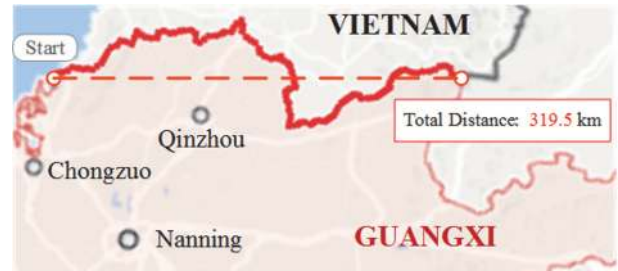 VIETNAM
Start
Total Distance: 319.5 km
Qinzhou
Chongzuo
Nanning
GUANGXI